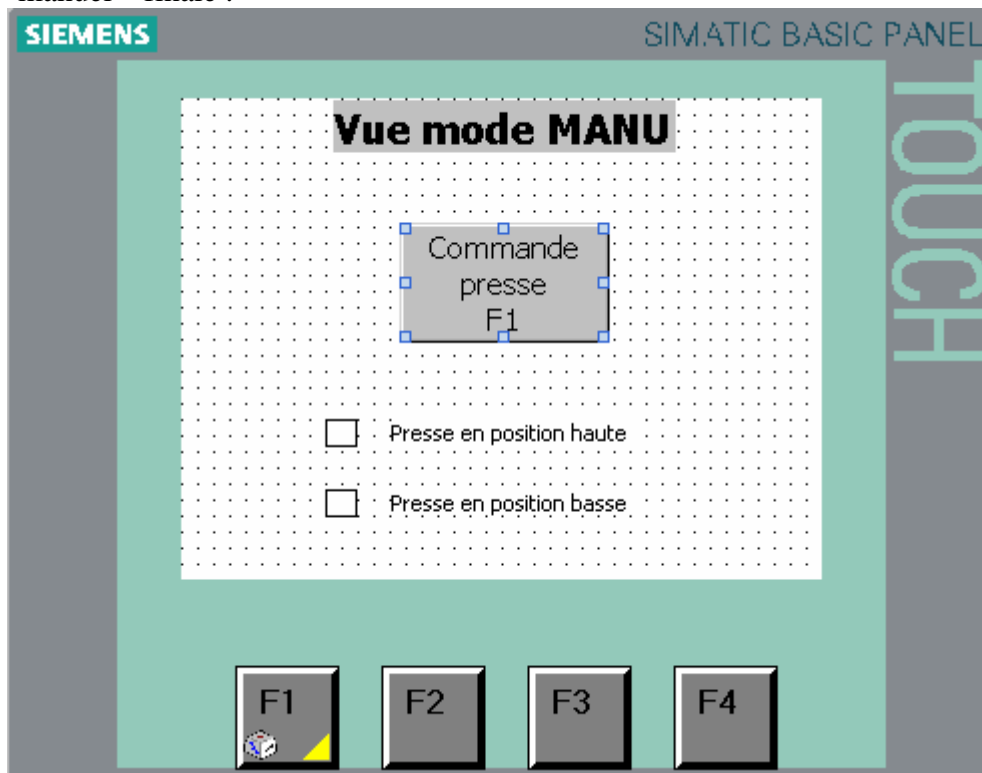 SIEMENS
SIMATIC BASIC PANEL
TOUCH
Vue mode MANU
Commande
presse
F1
Presse en position haute
Presse en position basse
F1 F2 F3 F4